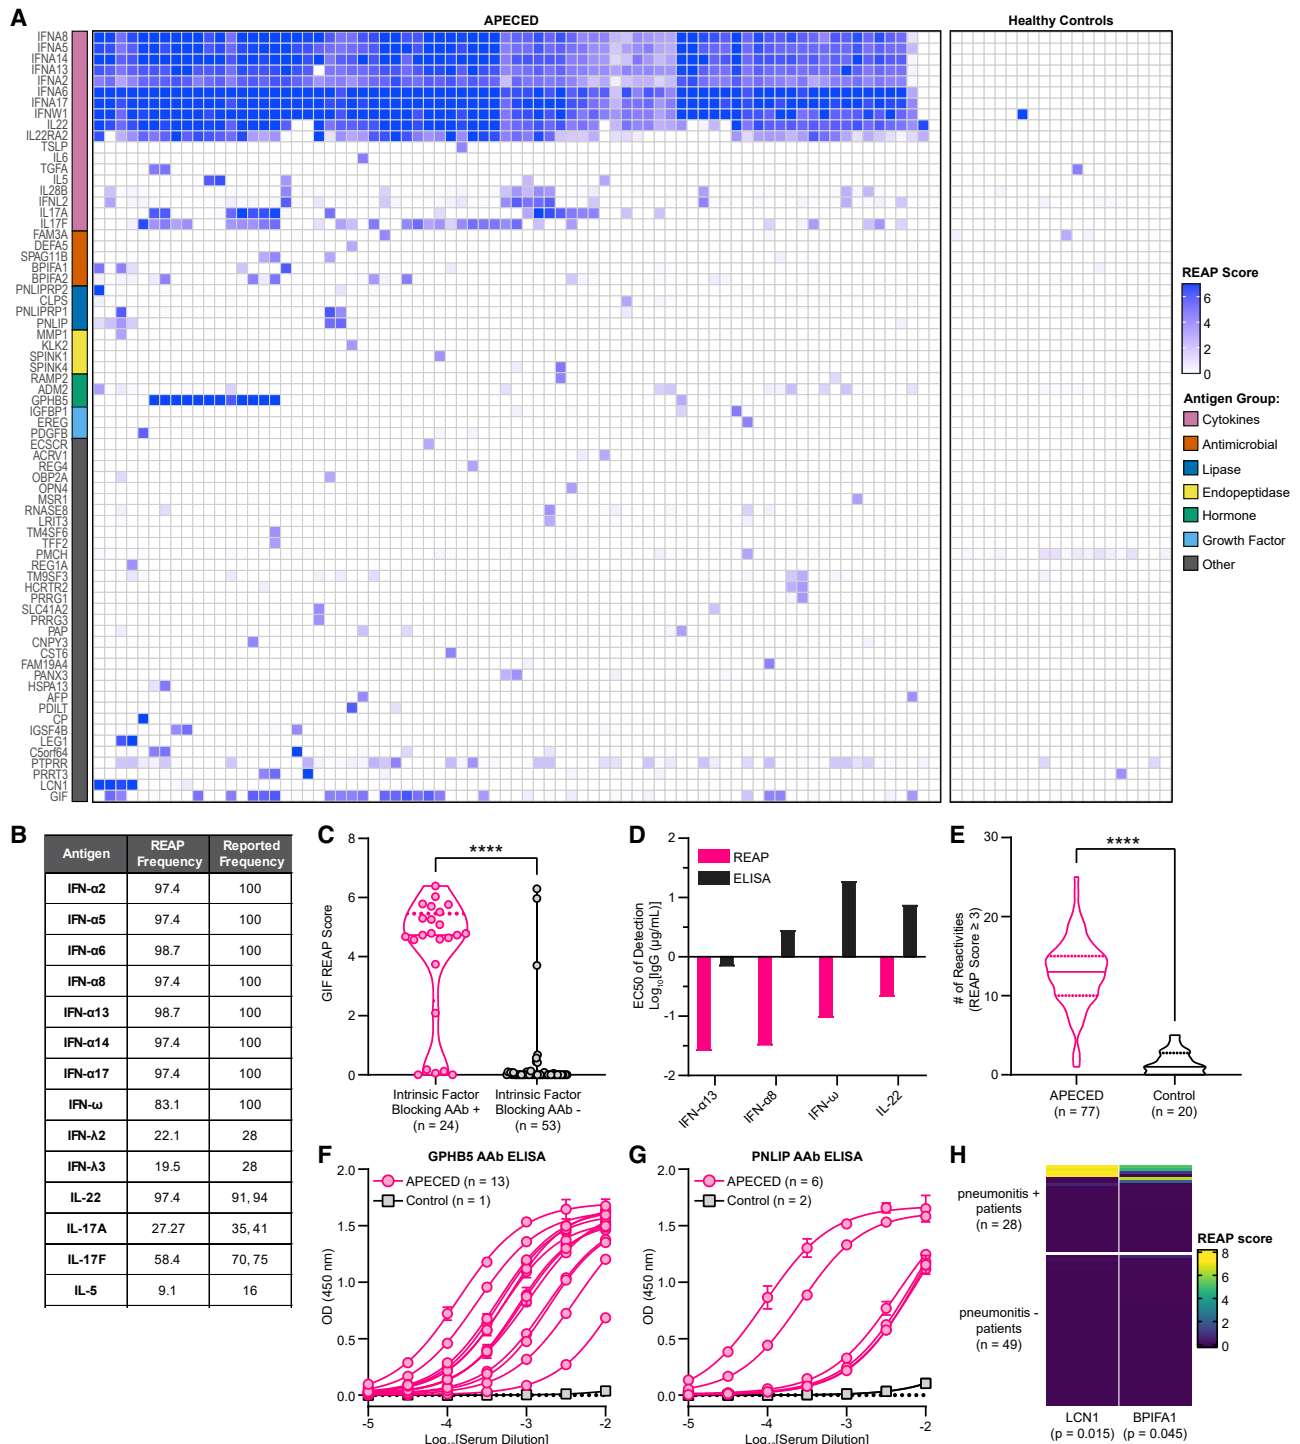 A
APECED
Healthy Controls
IFNA8
IFNA5
IFNA14
IFNA13
IFNA2
IFNA6
IFNA17
IFNW1
IL22
IL22RA2
TSLP
IL6
TGFA
IL5
IL28B
IFNL2
IL17A
IL17F
FAM3A
DEFA5
SPAG11B
BPIFA1
BPIFA2
PNLIPRP2
CLPS
PNLIPRP1
PNLIP
MMP1
KLK2
SPINK1
SPINK4
RAMP2
ADM2
GPHB5
IGFBP1
EREG
PDGFB
ECSCR
ACRV1
REG4
OBP2A
OPN4
MSR1
RNASE8
LRIT3
TM4SF6
TFF2
PMCH
REG1A
TM9SF3
HCRTR2
PRRG1
SLC41A2
PRRG3
PAP
CNPY3
CST6
FAM19A4
PANX3
HSPA13
AFP
PDILT
CP
IGSF4B
LEG1
C5orf64
PTPRR
PRRT3
LCN1
GIF
REAP Score
6
4
2
0
Antigen Group:
Cytokines
Antimicrobial
Lipase
Endopeptidase
Hormone
Growth Factor
Other
B
Antigen REAP Frequency Reported Frequency
IFN-α2 97.4 100
IFN-α5 97.4 100
IFN-α6 98.7 100
IFN-α8 97.4 100
IFN-α13 98.7 100
IFN-α14 97.4 100
IFN-α17 97.4 100
IFN-ω 83.1 100
IFN-λ2 22.1 28
IFN-λ3 19.5 28
IL-22 97.4 91, 94
IL-17A 27.27 35, 41
IL-17F 58.4 70, 75
IL-5 9.1 16
C
GIF REAP Score
8
6
4
2
0
****
Intrinsic Factor Blocking AAb + (n = 24)
Intrinsic Factor Blocking AAb - (n = 53)
D
EC50 of Detection
Log10[IgG (μg/mL)]
2
1
0
-1
-2
REAP
ELISA
IFN-α13
IFN-α8
IFN-ω
IL-22
E
# of Reactivities
(REAP Score ≥ 3)
30
20
10
0
****
APECED (n = 77)
Control (n = 20)
F
GPHB5 AAb ELISA
APECED (n = 13)
Control (n = 1)
OD (450 nm)
2.0
1.5
1.0
0.5
0.0
-5 -4 -3 -2
[Serum Dilution]
G
PNLIP AAb ELISA
APECED (n = 6)
Control (n = 2)
OD (450 nm)
2.0
1.5
1.0
0.5
0.0
-5 -4 -3 -2
[Serum Dilution]
H
pneumonitis +
patients
(n = 28)
pneumonitis -
patients
(n = 49)
LCN1
(p = 0.015)
BPIFA1
(p = 0.045)
REAP score
8
6
4
2
0